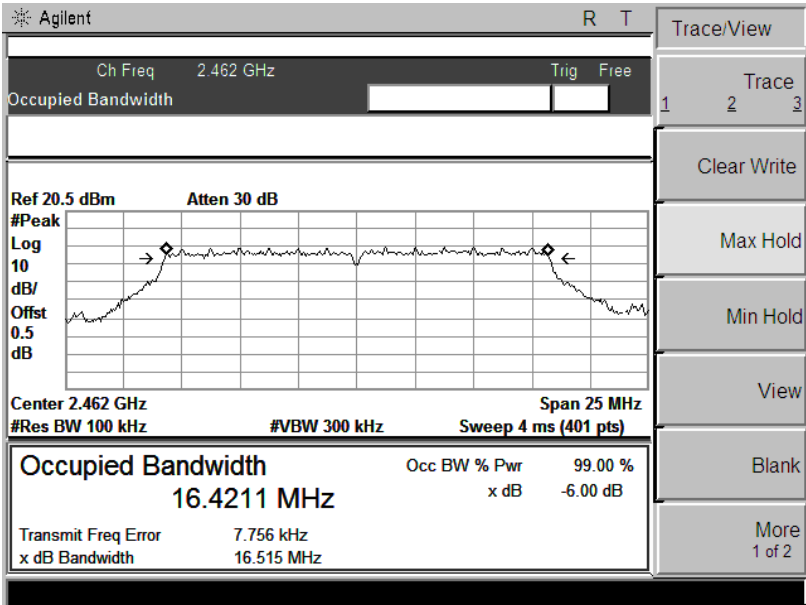 Agilent R T
Ch Freq 2.462 GHz Trig Free
Occupied Bandwidth
Ref 20.5 dBm Atten 30 dB
#Peak
Log
10
dB/
Offst
0.5
dB
Center 2.462 GHz Span 25 MHz
#Res BW 100 kHz #VBW 300 kHz Sweep 4 ms (401 pts)
Occupied Bandwidth Occ BW % Pwr 99.00 %
16.4211 MHz x dB -6.00 dB
Transmit Freq Error 7.756 kHz
x dB Bandwidth 16.515 MHz
Trace/View
Trace
1 2 3
Clear Write
Max Hold
Min Hold
View
Blank
More
1 of 2